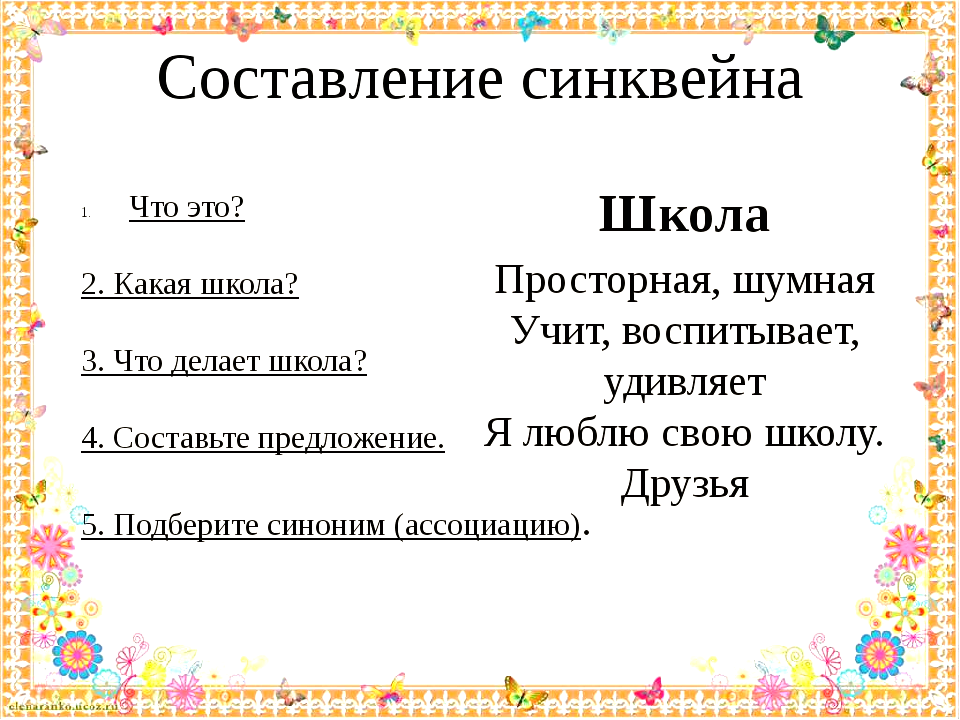 Составление синквейна
1. Что это?
2. Какая школа?
3. Что делает школа?
4. Составьте предложение.
5. Подберите синоним (ассоциацию).
Школа
Просторная, шумная
Учит, воспитывает,
удивляет
Я люблю свою школу.
Друзья
elenaranko.ucoz.ru